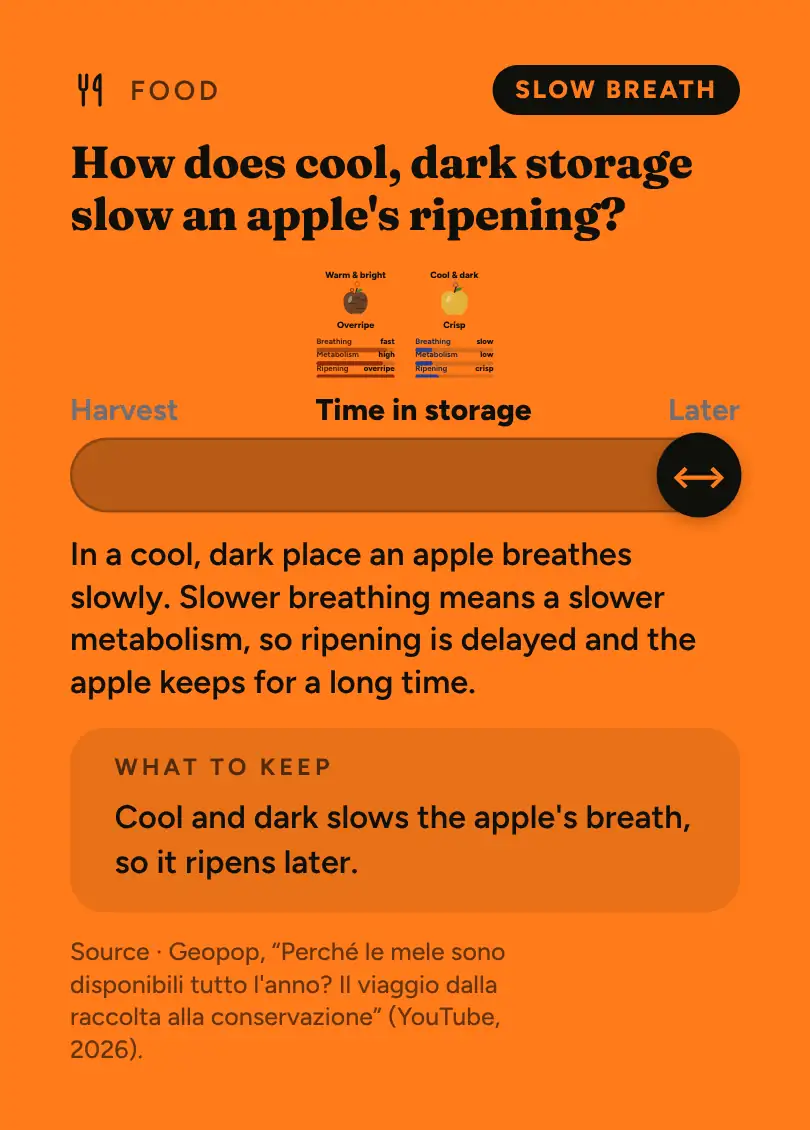 FOOD
SLOW BREATH
How does cool, dark storage
slow an apple's ripening?
Warm & bright
Cool & dark
Overripe
Crisp
Breathing fast
Metabolism high
Ripening overripe
Breathing slow
Metabolism low
Ripening crisp
Harvest
Time in storage
Later
In a cool, dark place an apple breathes
slowly. Slower breathing means a slower
metabolism, so ripening is delayed and the
apple keeps for a long time.
WHAT TO KEEP
Cool and dark slows the apple's breath,
so it ripens later.
Source · Geopop, “Perché le mele sono
disponibili tutto l'anno? Il viaggio dalla
raccolta alla conservazione” (YouTube,
2026).